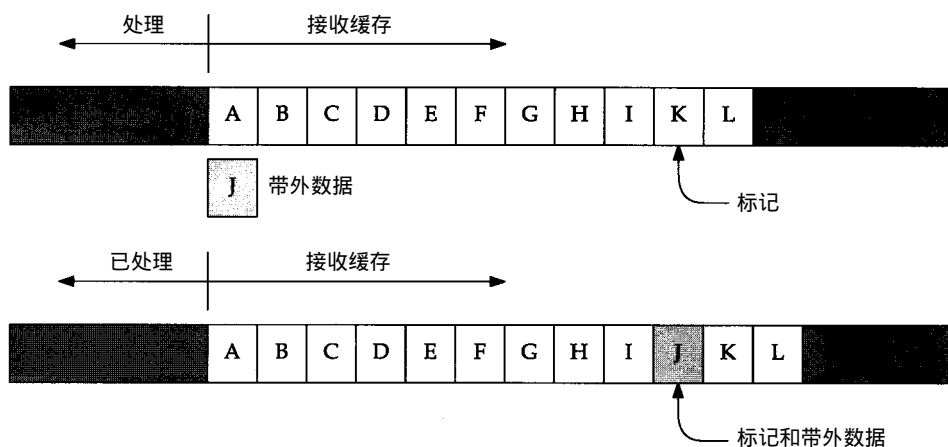 处理 接收缓存
A B C D E F G H I K L
J 带外数据
标记
已处理 接收缓存
A B C D E F G H I J K L
标记和带外数据